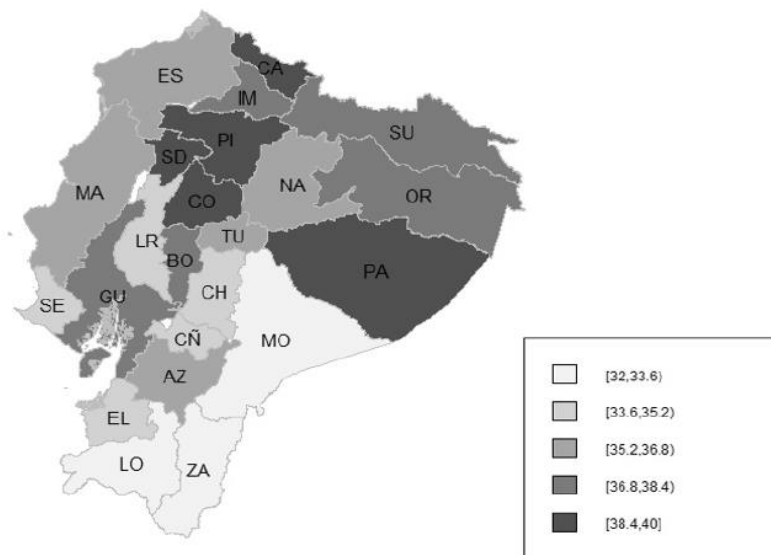 ES
CA
IM
SU
PI
SD
NA
OR
MA
CO
LR
TU
BO
PA
SE
GU
CH
CÑ
MO
AZ
EL
LO
ZA
[32,33.6)
[33.6,35.2)
[35.2,36.8)
[36.8,38.4)
[38.4,40]